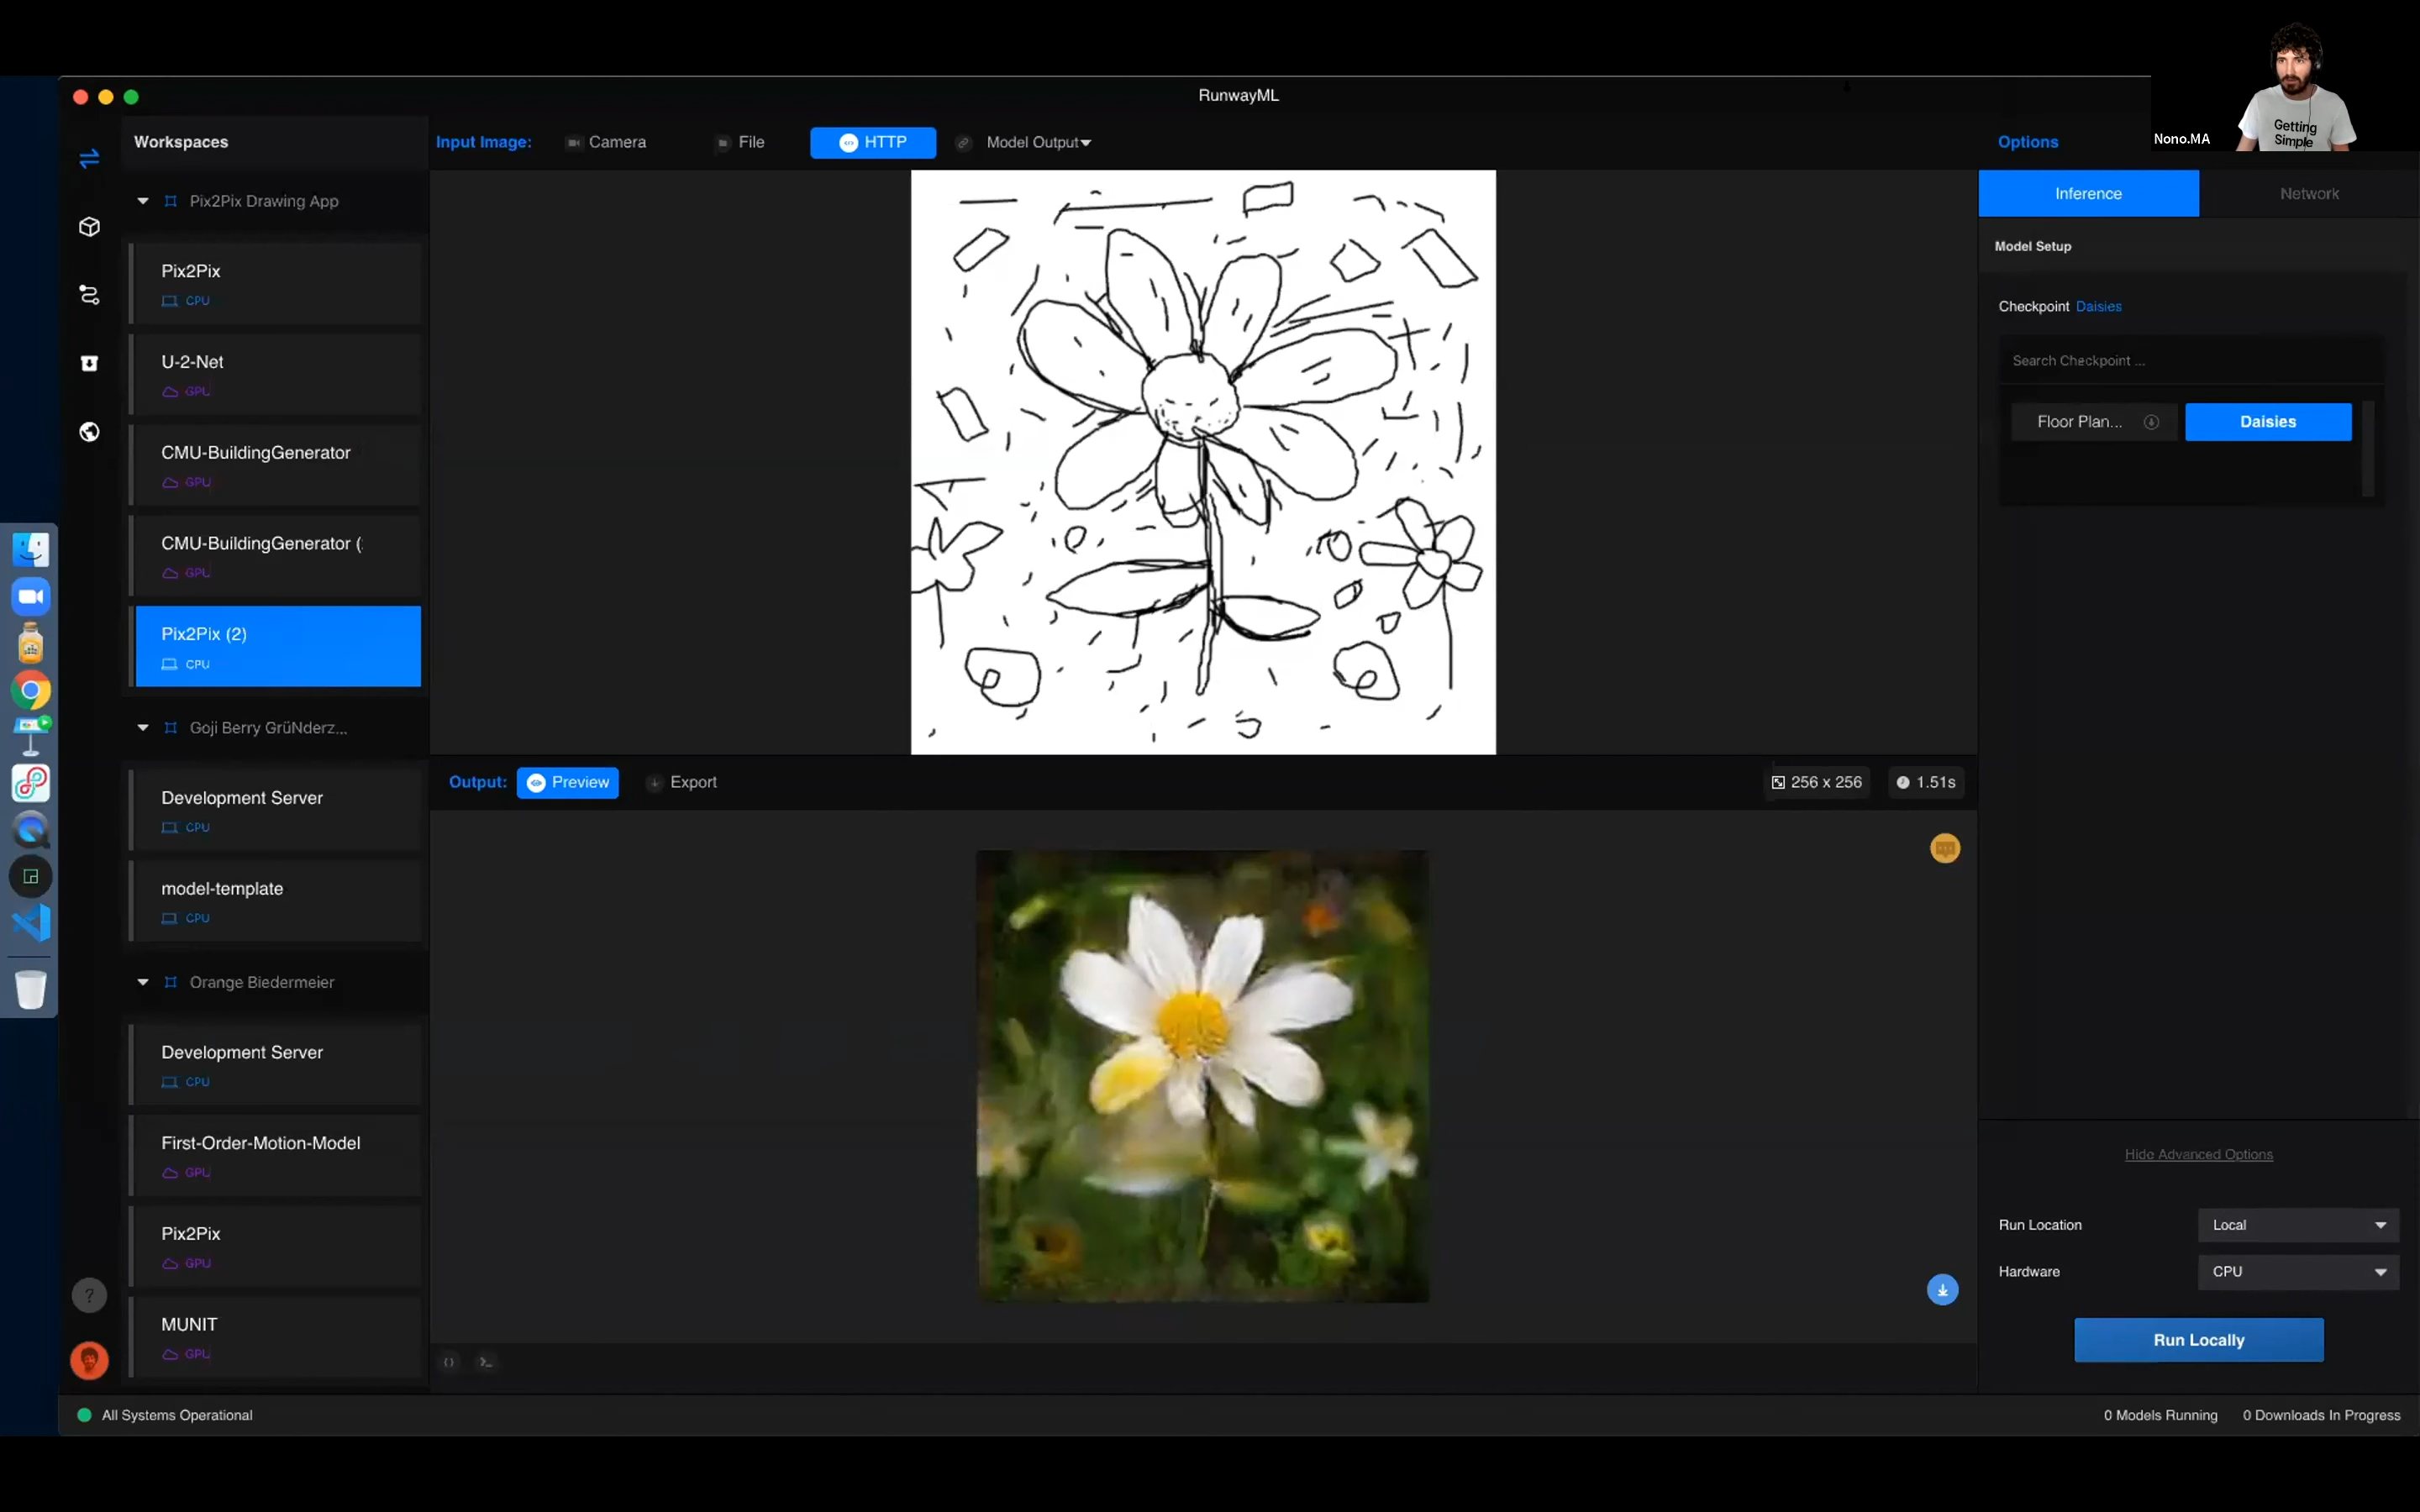 RunwayML
Nono.MA
Getting
Simple
Workspaces
Input Image:
Camera
File
HTTP
Model Output
Options
Inference
Network
Pix2Pix Drawing App
Pix2Pix
CPU
U-2-Net
GPU
CMU-BuildingGenerator
GPU
CMU-BuildingGenerator (
GPU
Pix2Pix (2)
CPU
Goji Berry GrüNderz...
Development Server
CPU
model-template
CPU
Orange Biedermeier
Development Server
CPU
First-Order-Motion-Model
GPU
Pix2Pix
GPU
MUNIT
GPU
Model Setup
Checkpoint Daisies
Search Checkpoint ...
Floor Plan...
Daisies
Output:
Preview
Export
256 x 256
1.51s
Hide Advanced Options
Run Location
Local
Hardware
CPU
Run Locally
?
All Systems Operational
0 Models Running
0 Downloads In Progress